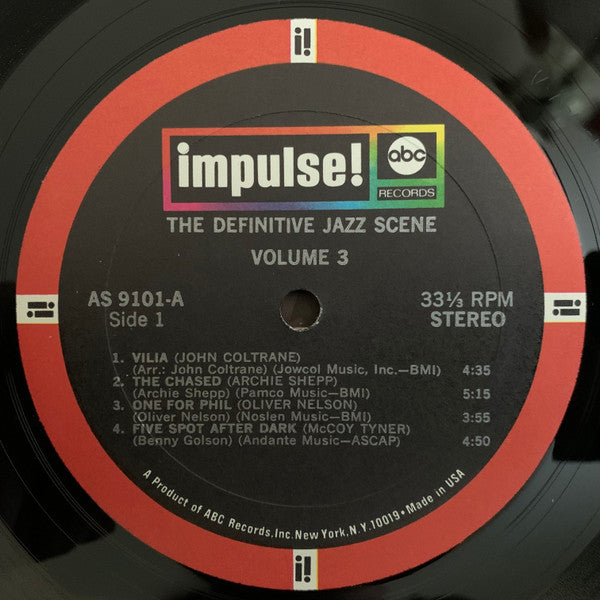 i!
impulse!
abc
RECORDS
THE DEFINITIVE JAZZ SCENE
VOLUME 3
AS 9101-A
Side 1
33⅓ RPM
STEREO
i!
i!
1. VILIA (JOHN COLTRANE)
(Arr.: John Coltrane) (Jowcol Music, Inc.—BMI) 4:35
2. THE CHASED (ARCHIE SHEPP)
(Archie Shepp) (Pamco Music—BMI) 5:15
3. ONE FOR PHIL (OLIVER NELSON)
(Oliver Nelson) (Noslen Music—BMI) 3:55
4. FIVE SPOT AFTER DARK (McCOY TYNER)
(Benny Golson) (Andante Music—ASCAP) 4:50
A Product of ABC Records, Inc. New York, N.Y. 10019 • Made in USA
i!